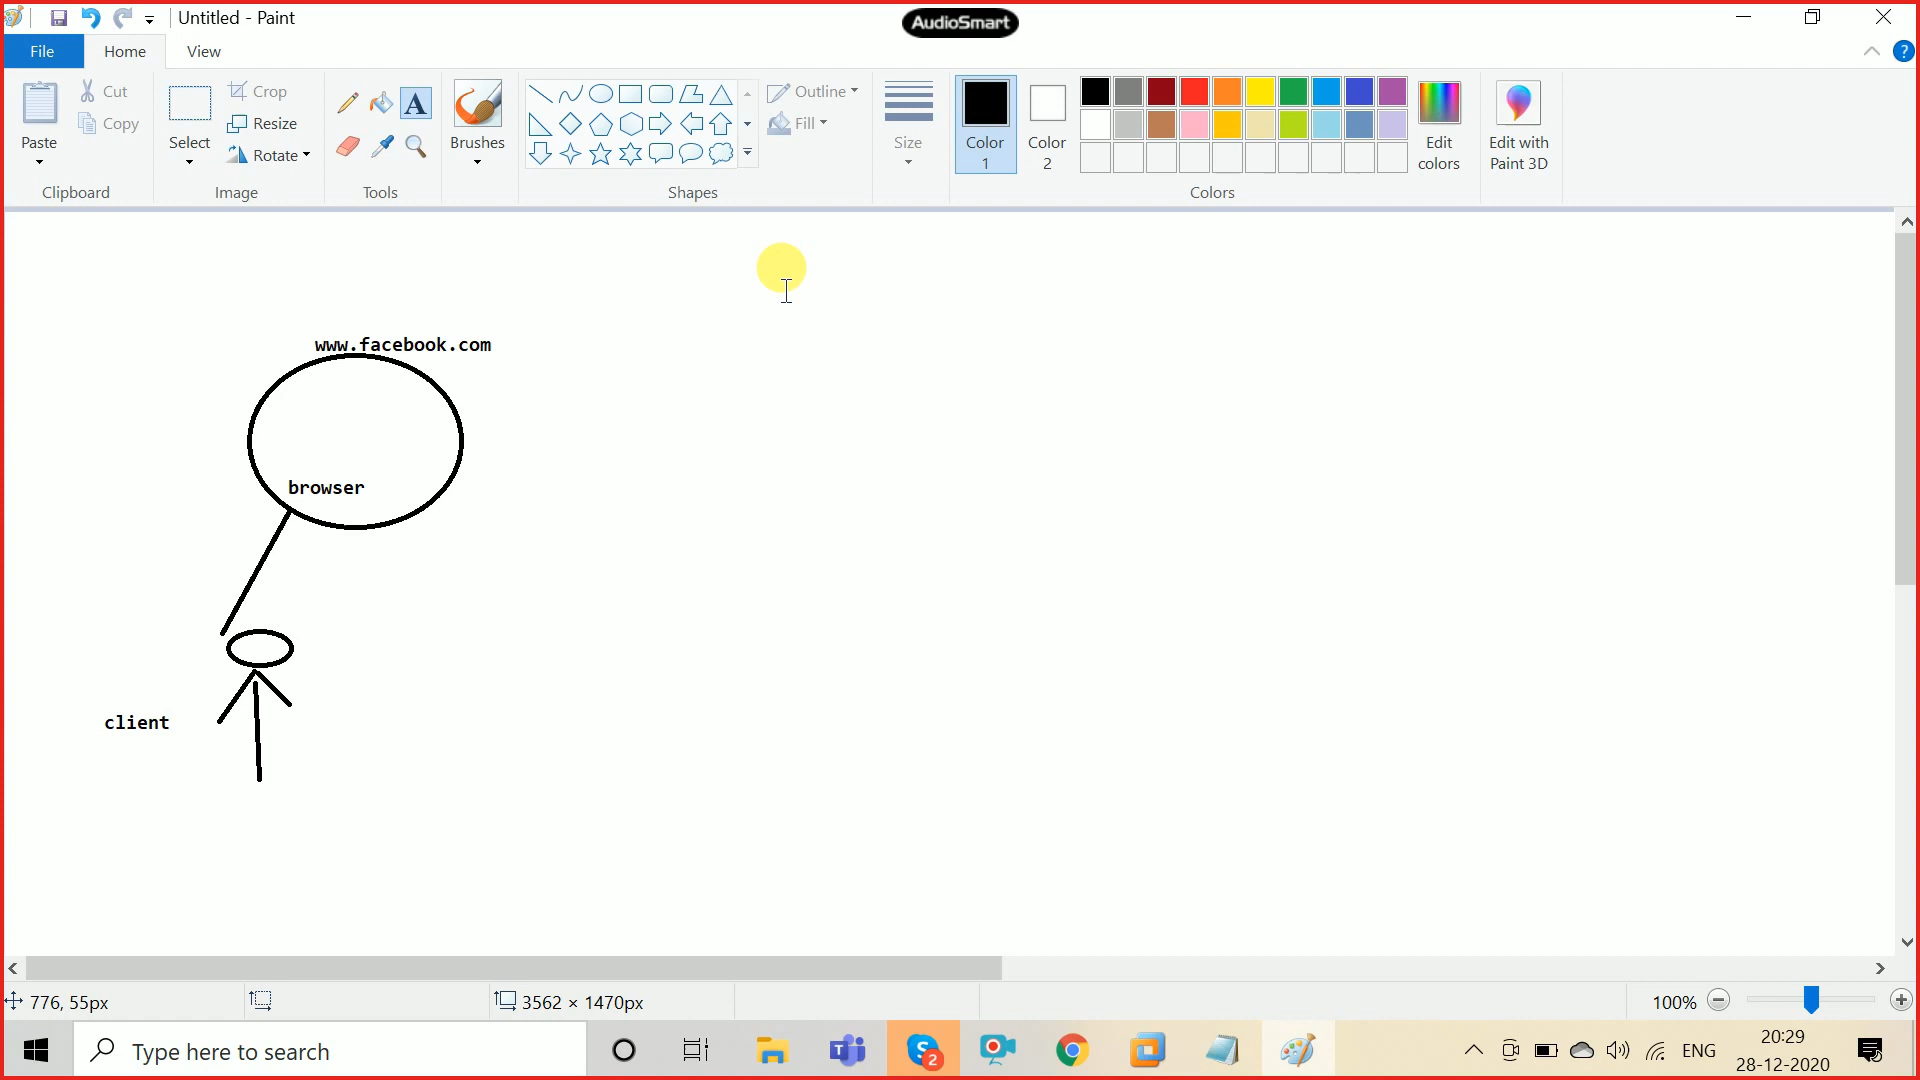 Untitled - Paint
AudioSmart
File
Home
View
?
Paste
Cut
Copy
Clipboard
Select
Crop
Resize
Rotate
Image
A
Tools
Brushes
Shapes
Outline
Fill
Size
Color 1
Color 2
Edit colors
Colors
Edit with Paint 3D
www.facebook.com
browser
client
776, 55px
3562 × 1470px
100%
Type here to search
S
2
ENG
20:29
28-12-2020